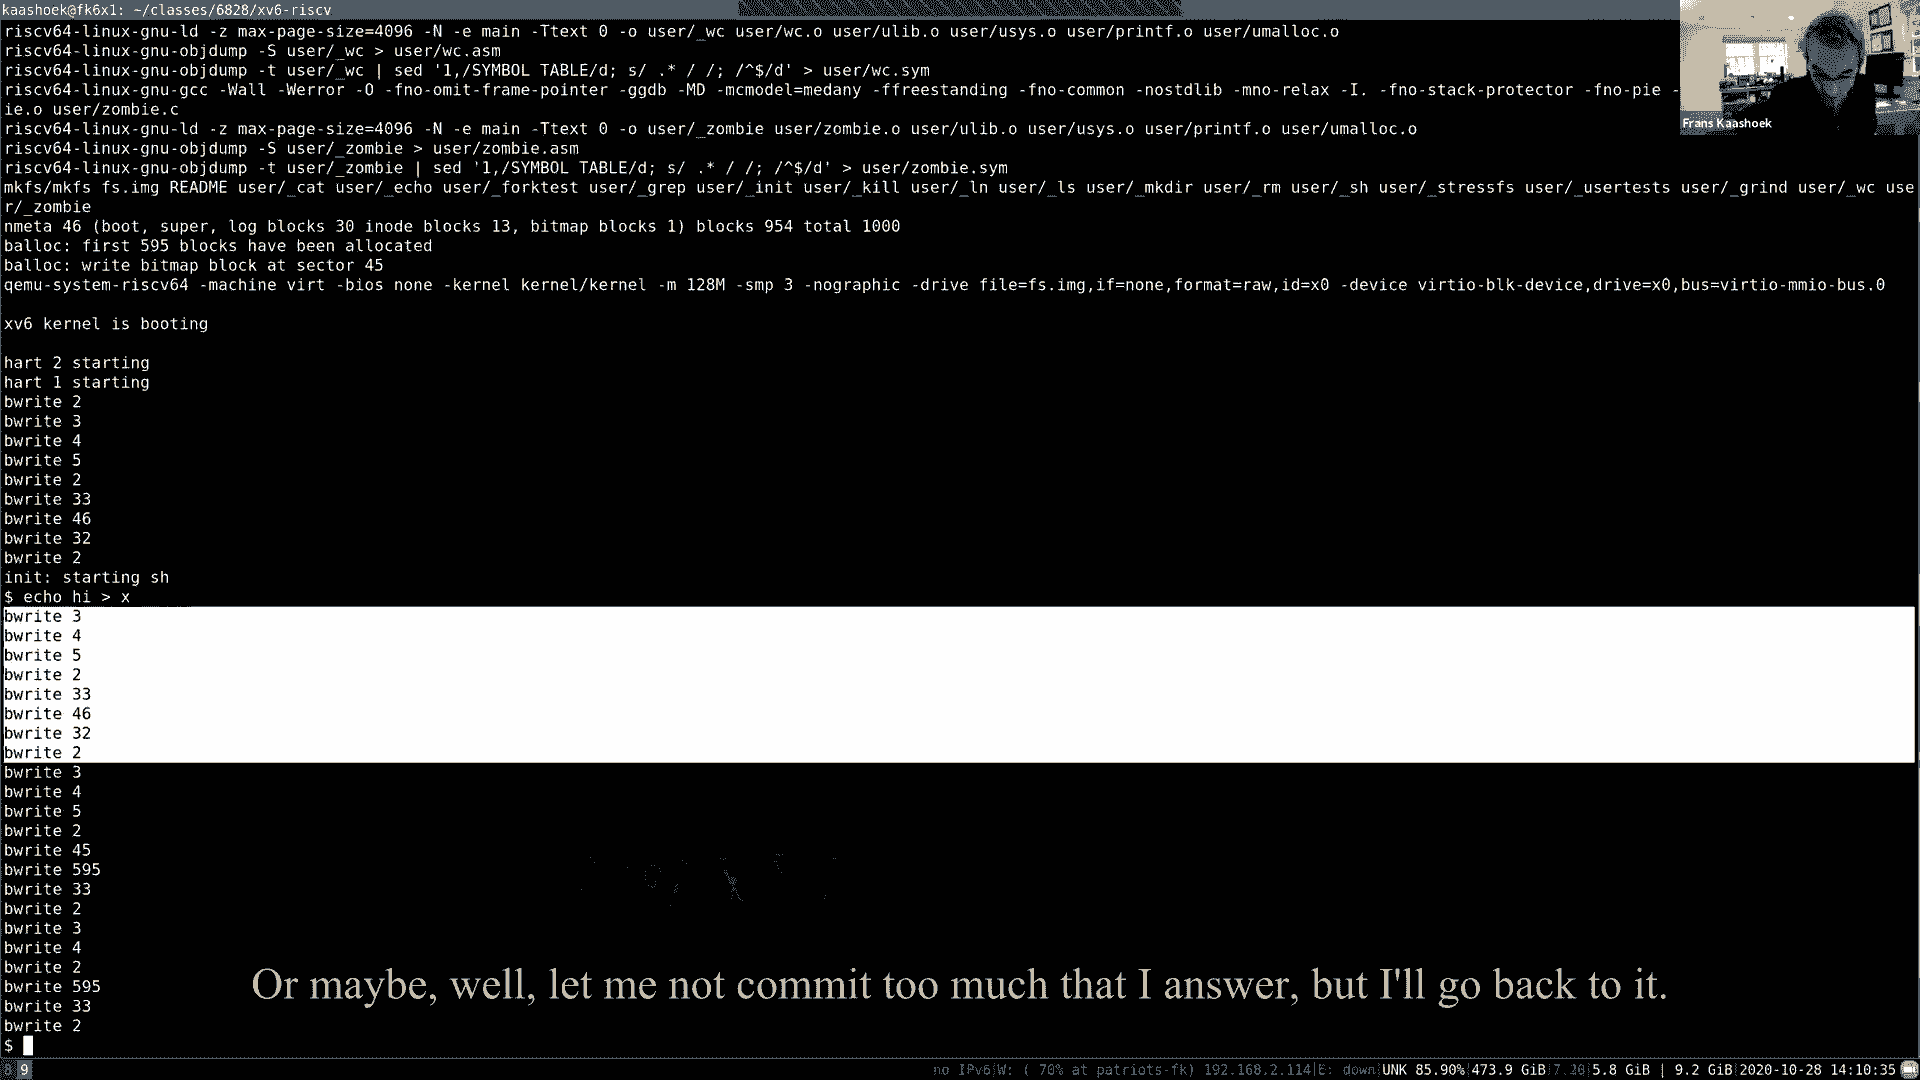 kaashoek@fk6x1: ~/classes/6828/xv6-riscv
riscv64-linux-gnu-ld -z max-page-size=4096 -N -e main -Ttext 0 -o user/_wc user/wc.o user/ulib.o user/usys.o user/printf.o user/umalloc.o
riscv64-linux-gnu-objdump -S user/_wc > user/wc.asm
riscv64-linux-gnu-objdump -t user/_wc | sed '1,/SYMBOL TABLE/d; s/ .* / /; /^$/d' > user/wc.sym
riscv64-linux-gnu-gcc -Wall -Werror -O -fno-omit-frame-pointer -ggdb -MD -mcmodel=medany -ffreestanding -fno-common -nostdlib -mno-relax -I. -fno-stack-protector -fno-pie -
ie.o user/zombie.c
Frans Kaashoek
riscv64-linux-gnu-ld -z max-page-size=4096 -N -e main -Ttext 0 -o user/_zombie user/zombie.o user/ulib.o user/usys.o user/printf.o user/umalloc.o
riscv64-linux-gnu-objdump -S user/_zombie > user/zombie.asm
riscv64-linux-gnu-objdump -t user/_zombie | sed '1,/SYMBOL TABLE/d; s/ .* / /; /^$/d' > user/zombie.sym
mkfs/mkfs fs.img README user/_cat user/_echo user/_forktest user/_grep user/_init user/_kill user/_ln user/_ls user/_mkdir user/_rm user/_sh user/_stressfs user/_usertests user/_grind user/_wc use
r/_zombie
nmeta 46 (boot, super, log blocks 30 inode blocks 13, bitmap blocks 1) blocks 954 total 1000
balloc: first 595 blocks have been allocated
balloc: write bitmap block at sector 45
qemu-system-riscv64 -machine virt -bios none -kernel kernel/kernel -m 128M -smp 3 -nographic -drive file=fs.img,if=none,format=raw,id=x0 -device virtio-blk-device,drive=x0,bus=virtio-mmio-bus.0
xv6 kernel is booting
hart 2 starting
hart 1 starting
bwrite 2
bwrite 3
bwrite 4
bwrite 5
bwrite 2
bwrite 33
bwrite 46
bwrite 32
bwrite 2
init: starting sh
$ echo hi > x
bwrite 3
bwrite 4
bwrite 5
bwrite 2
bwrite 33
bwrite 46
bwrite 32
bwrite 2
bwrite 3
bwrite 4
bwrite 5
bwrite 2
bwrite 45
bwrite 595
bwrite 33
bwrite 2
bwrite 3
bwrite 4
bwrite 2
bwrite 595
bwrite 33
bwrite 2
Or maybe, well, let me not commit too much that I answer, but I'll go back to it.
$
8 9 no IPv6|W: ( 70% at patriots-fk) 192.168.2.114|E: down|UNK 85.90%|473.9 GiB 5.8 GiB | 9.2 GiB|2020-10-28 14:10:35